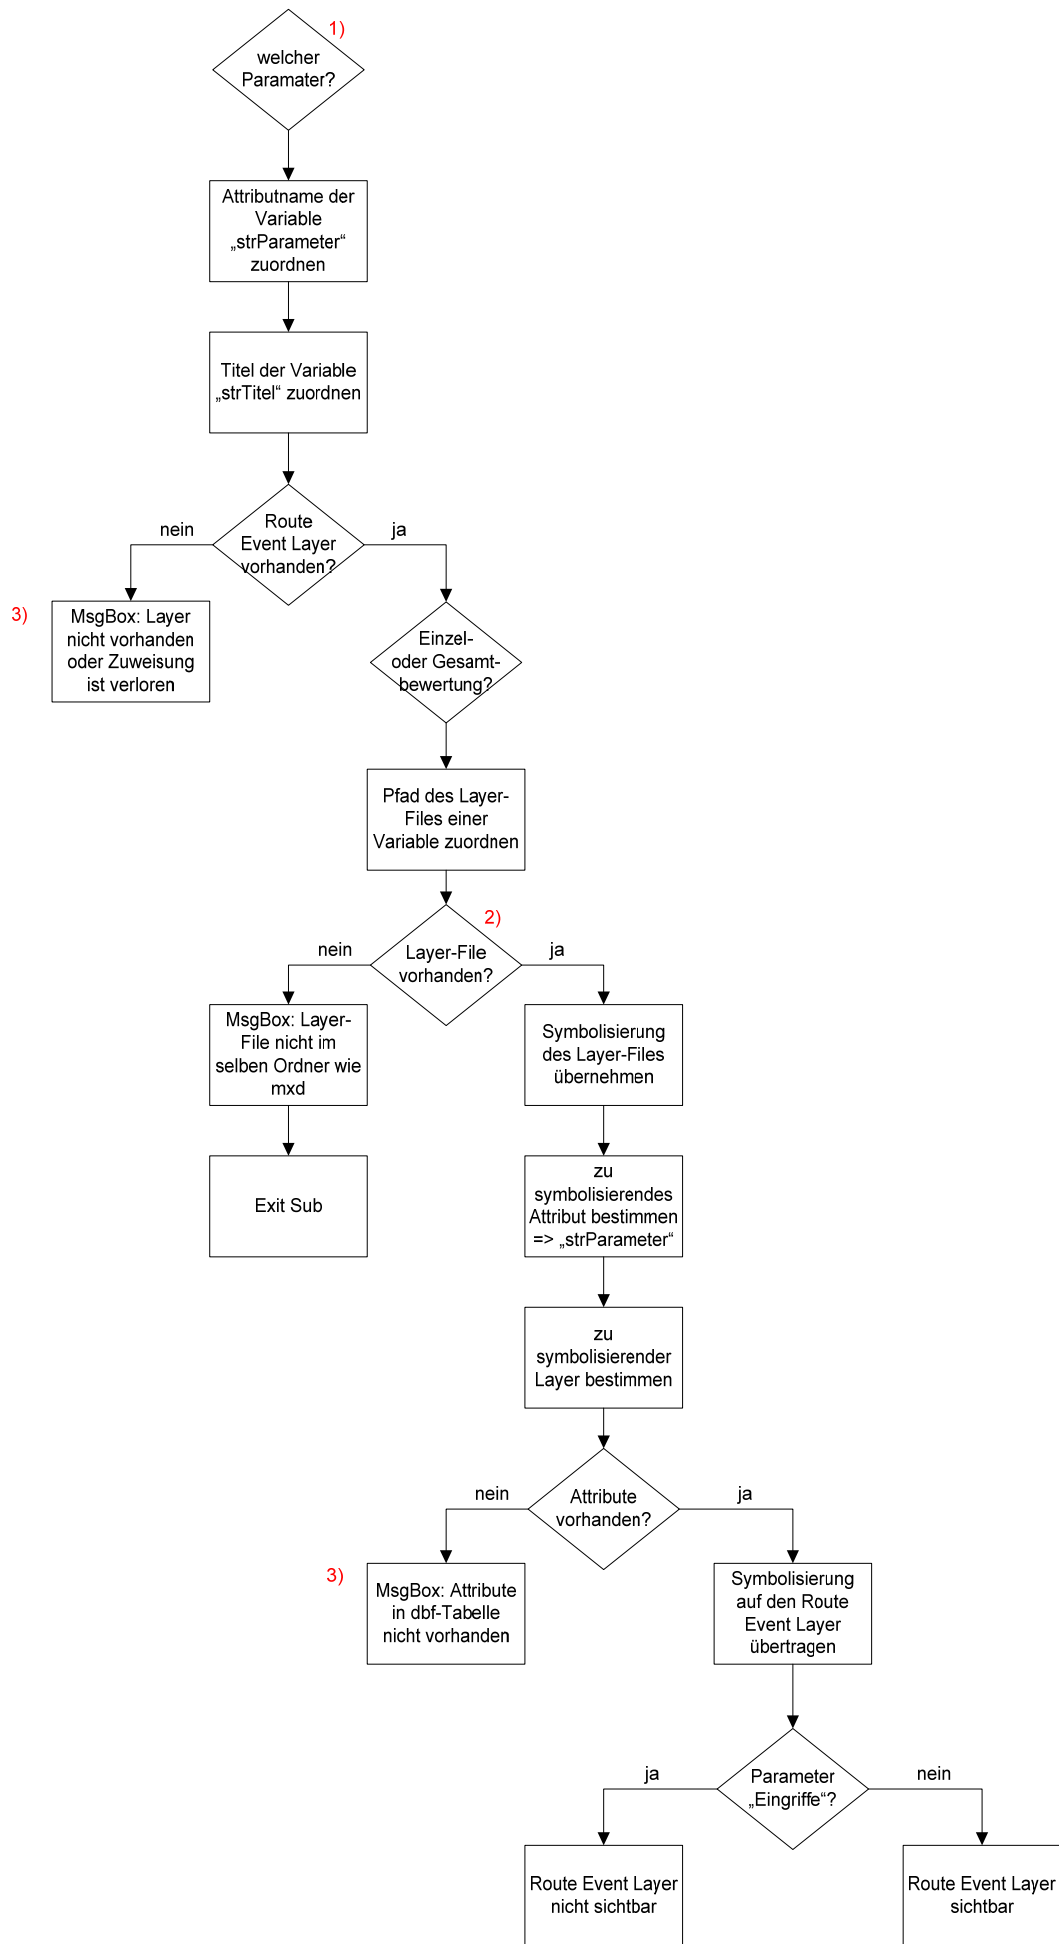 1)
welcher
Paramater?
Attributname der
Variable
„strParameter“
zuordnen
Titel der Variable
„strTitel“ zuordnen
nein
Route
Event Layer
vorhanden?
ja
3)
MsgBox: Layer
nicht vorhanden
oder Zuweisung
ist verloren
Einzel-
oder Gesamt-
bewertung?
Pfad des Layer-
Files einer
Variable zuordnen
2)
nein
Layer-File
vorhanden?
ja
MsgBox: Layer-
File nicht im
selben Ordner wie
mxd
Symbolisierung
des Layer-Files
übernehmen
Exit Sub
zu
symbolisierendes
Attribut bestimmen
=> „strParameter“
zu
symbolisierender
Layer bestimmen
nein
Attribute
vorhanden?
ja
3)
MsgBox: Attribute
in dbf-Tabelle
nicht vorhanden
Symbolisierung
auf den Route
Event Layer
übertragen
ja
Parameter
„Eingriffe“?
nein
Route Event Layer
nicht sichtbar
Route Event Layer
sichtbar